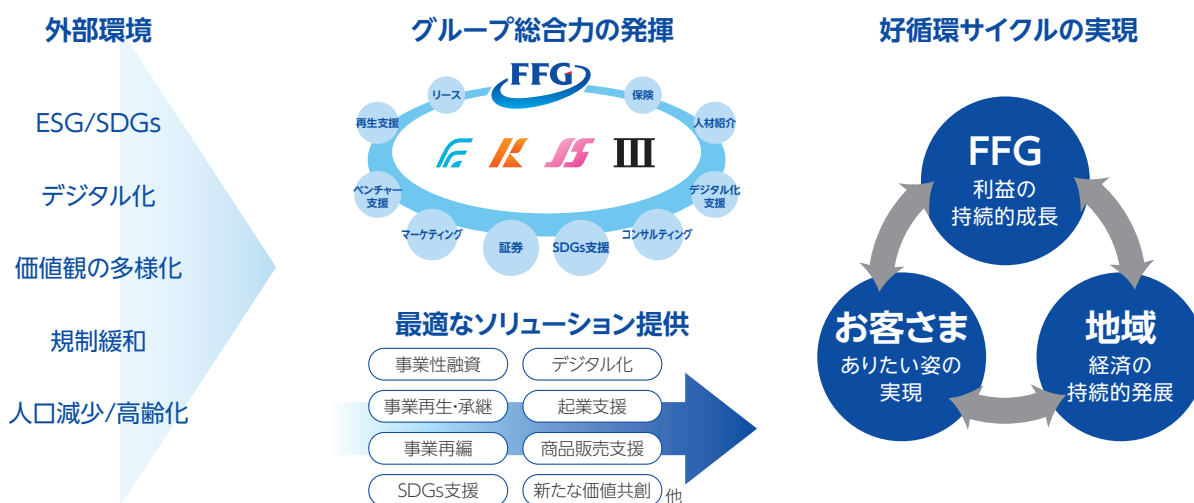 外部環境
ESG/SDGs
デジタル化
価値観の多様化
規制緩和
人口減少/高齢化
グループ総合力の発揮
FFG
リース
保険
再生支援
人材紹介
ベンチャー
支援
デジタル化
支援
マーケティング
証券
SDGs支援
コンサルティング
III
最適なソリューション提供
事業性融資
デジタル化
事業再生・承継
起業支援
事業再編
商品販売支援
SDGs支援
新たな価値共創 他
好循環サイクルの実現
FFG
利益の
持続的成長
お客さま
ありたい姿の
実現
地域
経済の
持続的発展